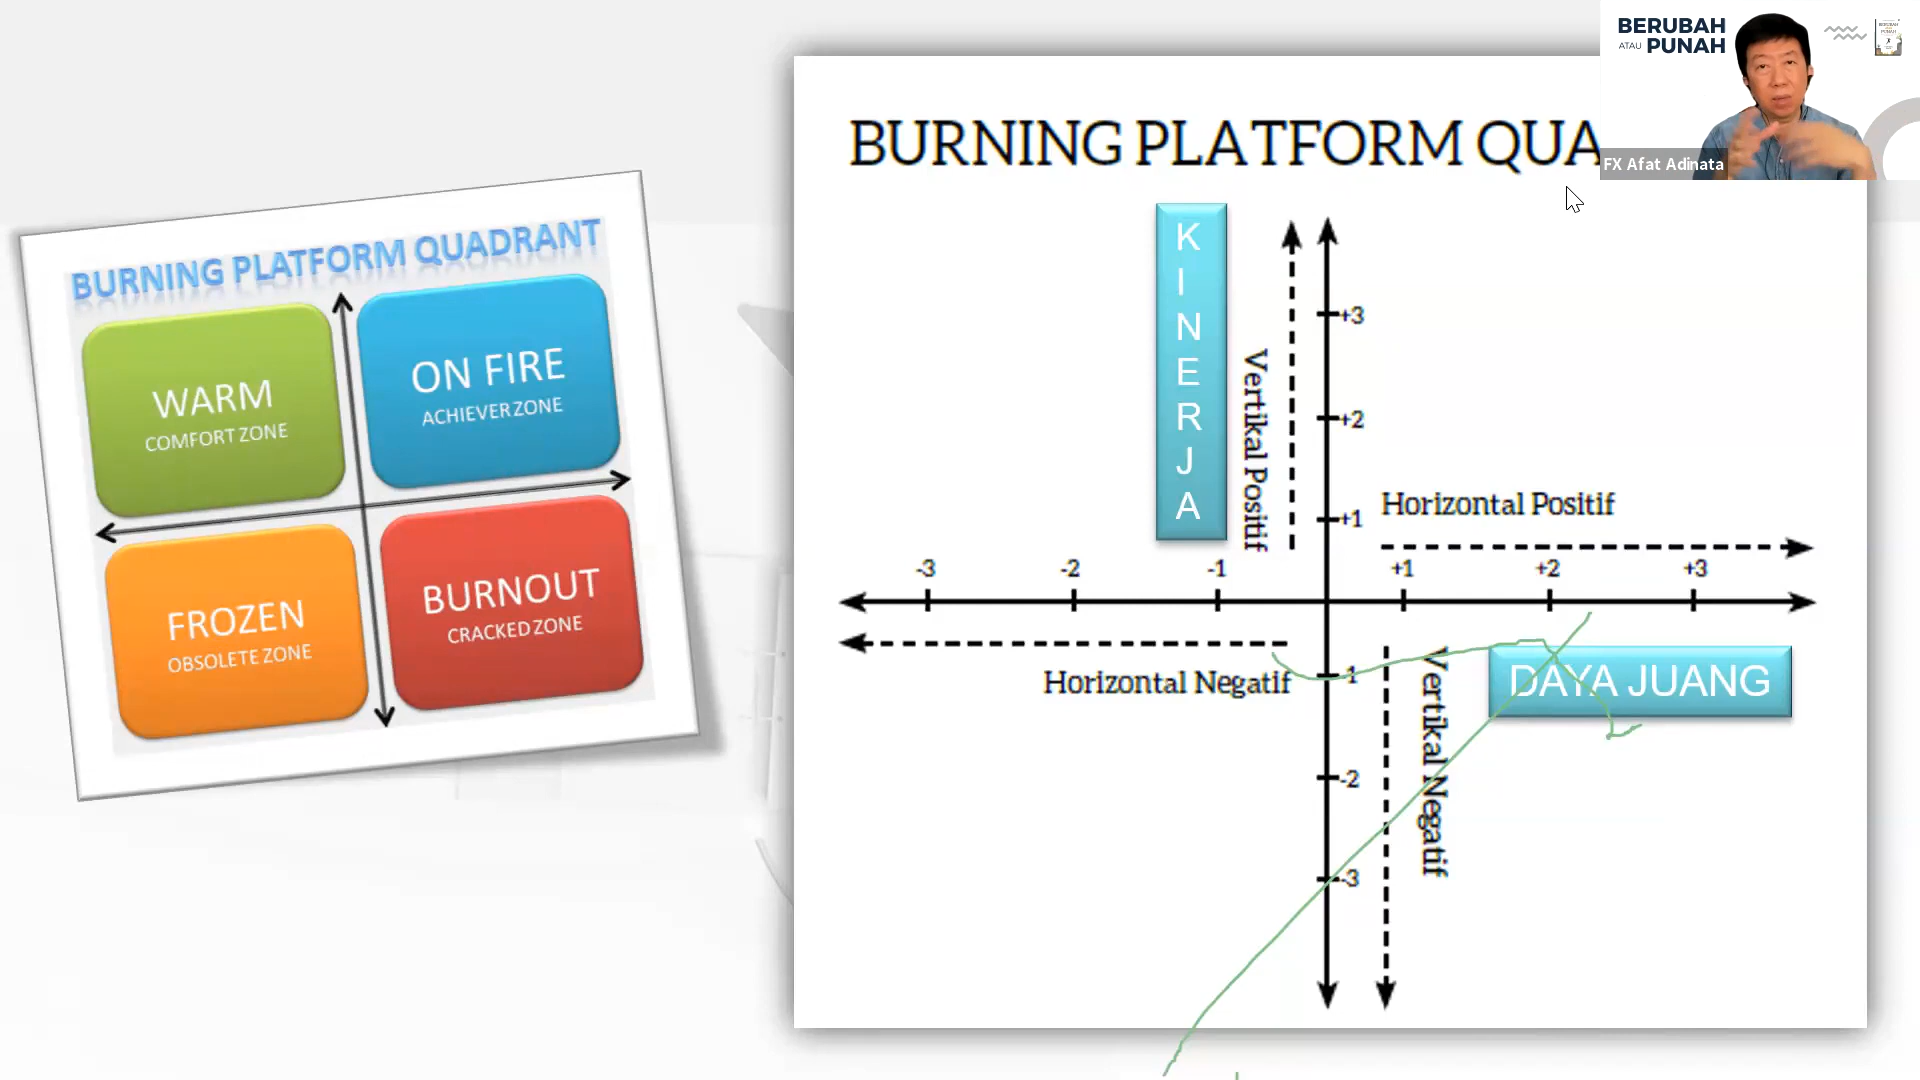 BURNING PLATFORM QUADRANT
WARM
COMFORT ZONE
ON FIRE
ACHIEVER ZONE
FROZEN
OBSOLETE ZONE
BURNOUT
CRACKED ZONE
BURNING PLATFORM QUA
KINERJA
Vertikal Positif
+3
+2
+1
Horizontal Positif
-3 -2 -1 +1 +2 +3
Horizontal Negatif
-1
-2
-3
Vertikal Negatif
DAYA JUANG
BERUBAH
ATAU PUNAH
FX Afat Adinata